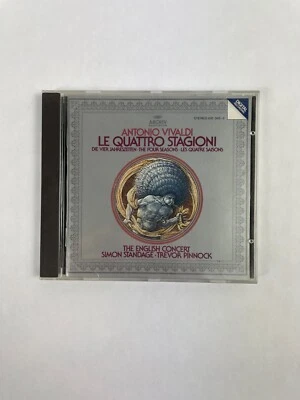 ANTONIO VIVALDI
LE QUATTRO STAGIONI
DIE VIER JAHRESZEITEN · THE FOUR SEASONS · LES QUATRE SAISONS
THE ENGLISH CONCERT
SIMON STANDAGE · TREVOR PINNOCK